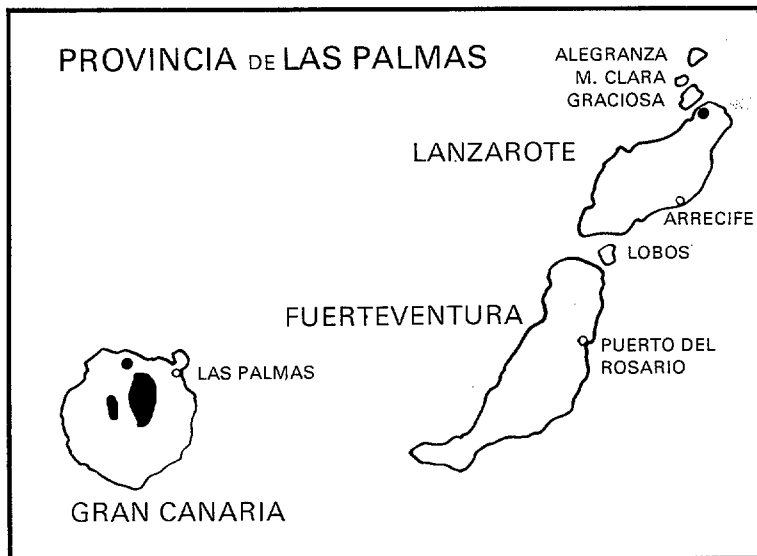 PROVINCIA DE LAS PALMAS
ALEGRANZA
M. CLARA
GRACIOSA
LANZAROTE
ARRECIFE
LOBOS
FUERTEVENTURA
PUERTO DEL
ROSARIO
LAS PALMAS
GRAN CANARIA